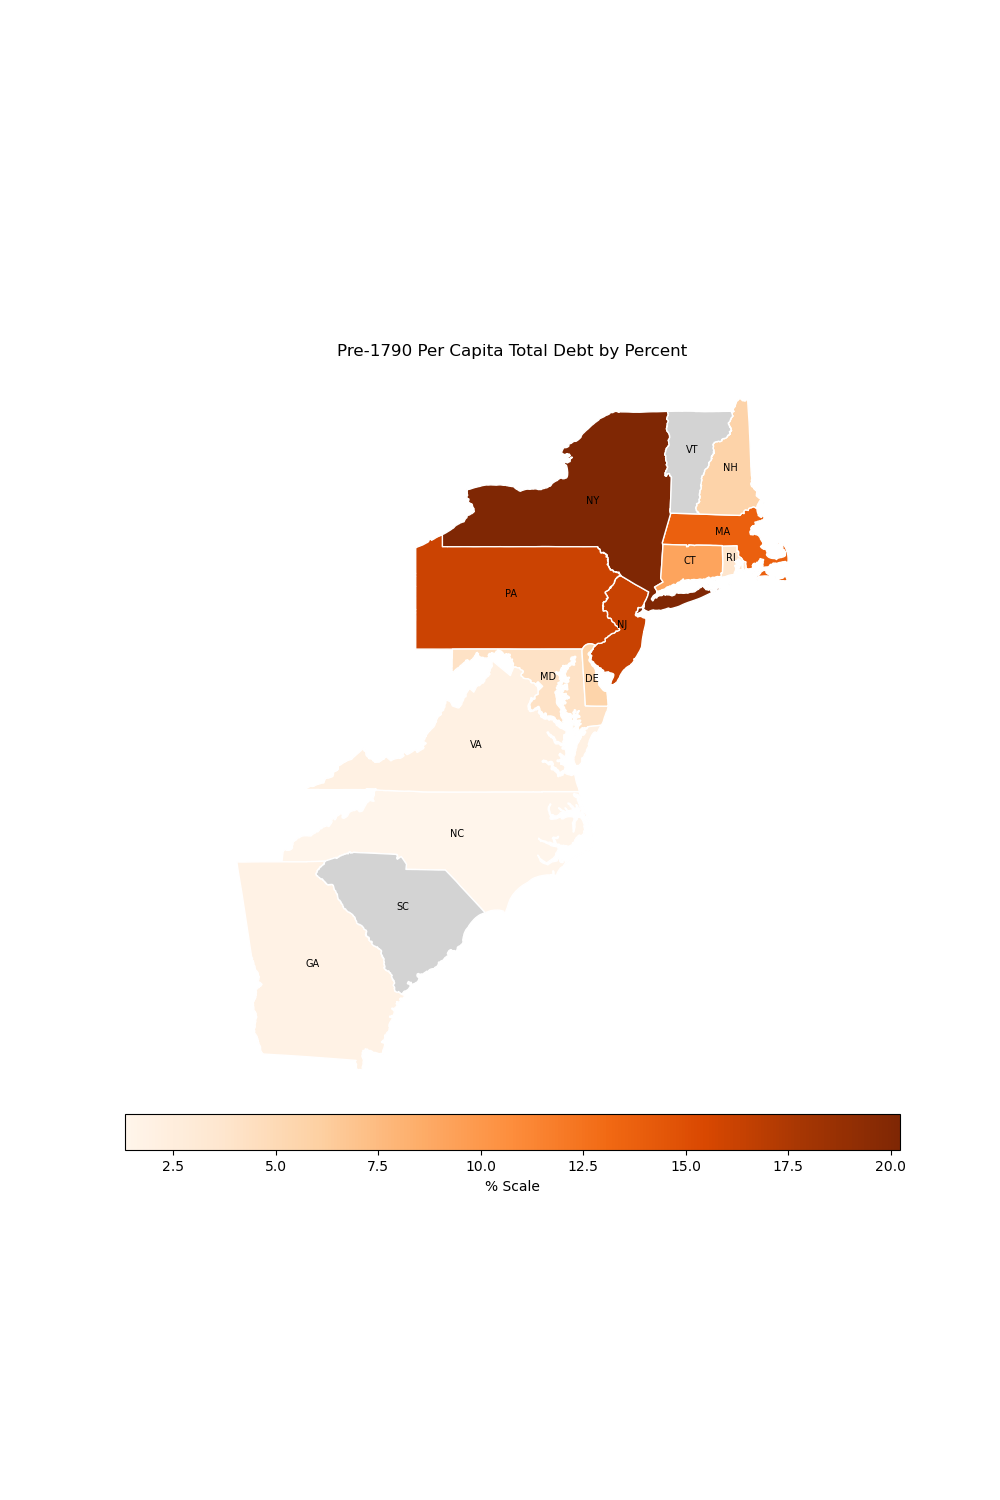 Pre-1790 Per Capita Total Debt by Percent
VT
NH
NY
MA
CT
RI
PA
NJ
MD
DE
VA
NC
SC
GA
2.5 5.0 7.5 10.0 12.5 15.0 17.5 20.0
% Scale